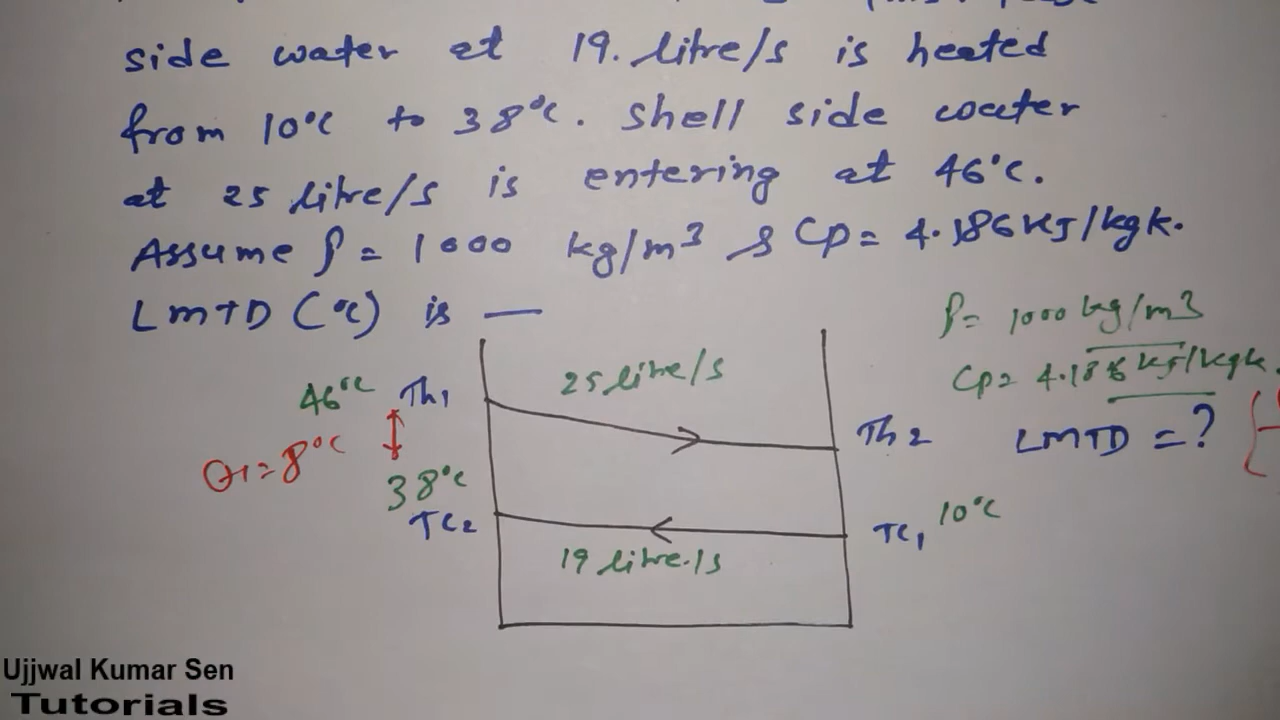 side water at 19. litre/s is heated
from 10°C to 38°C. Shell side water
at 25 litre/s is entering at 46°C.
Assume ρ = 1000 kg/m3 & Cp = 4.186 KJ/kgk.
LMTD (°C) is —
ρ = 1000 kg/m3
25 litre/s
46°C Th1
Cp = 4.186 KJ/kgk.
Th2 LMTD = ?
θ1 = 8°C
38°C
TC2
TC1 10°C
19 litre/s
Ujjwal Kumar Sen
Tutorials